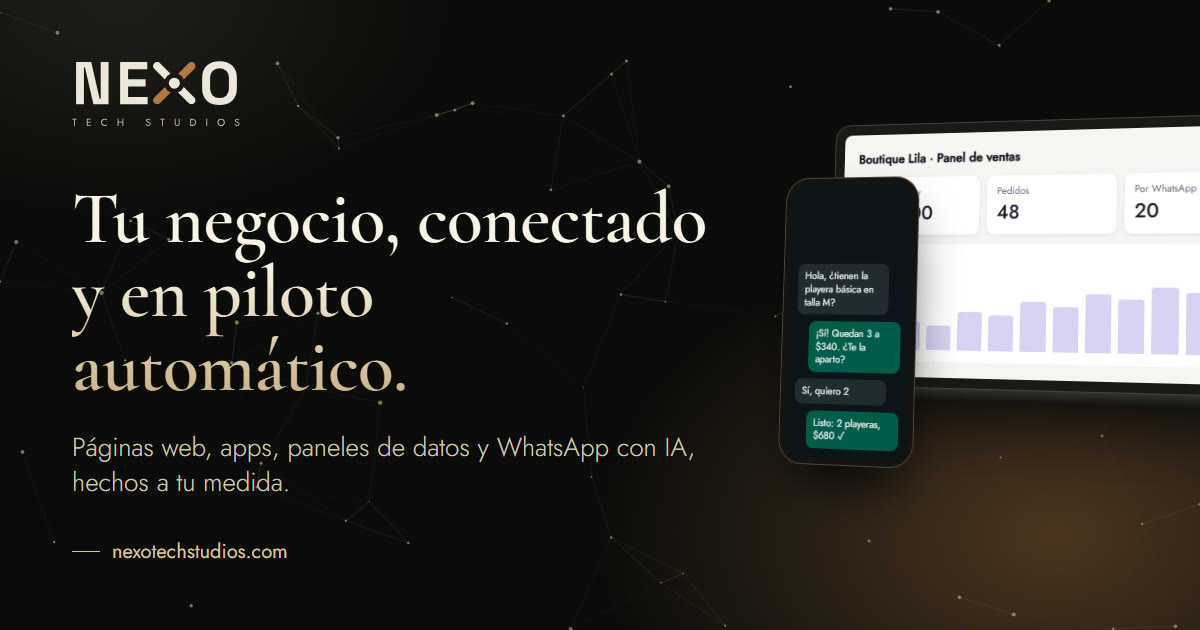 NEXO
TECH STUDIOS
Tu negocio, conectado
y en piloto
automático.
Páginas web, apps, paneles de datos y WhatsApp con IA,
hechos a tu medida.
nexotechstudios.com
Boutique Lila · Panel de ventas
Pedidos
48
Por WhatsApp
20
Hola, ¿tienen la
playera básica en
talla M?
¡Sí! Quedan 3 a
$340. ¿Te la
aparto?
Sí, quiero 2
Listo: 2 playeras,
$680 ✓